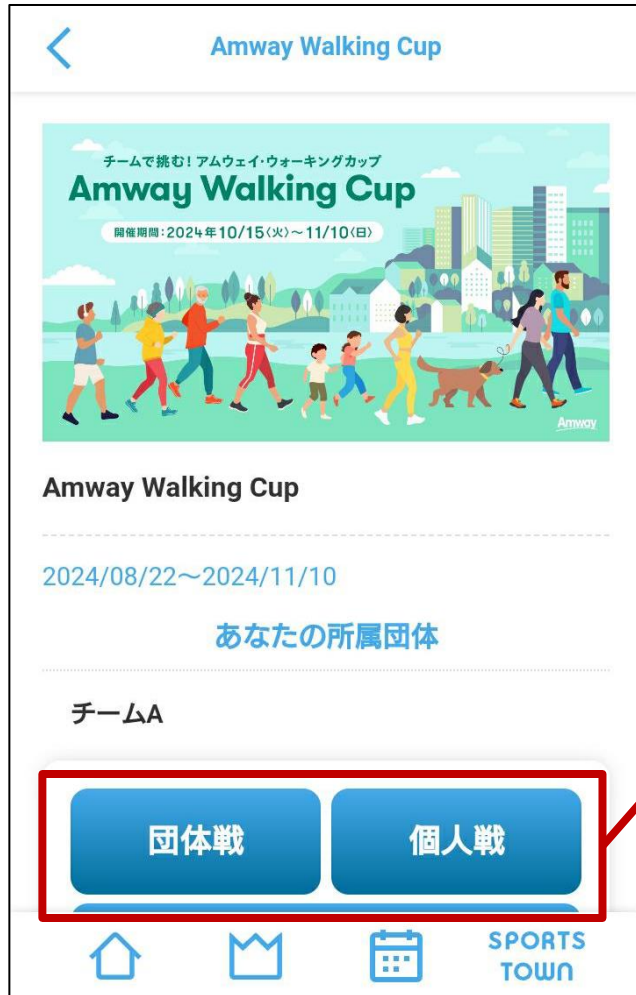 Amway Walking Cup
チームで挑む！アムウェイ・ウォーキングカップ
Amway Walking Cup
開催期間：2024年10/15〈火〉～11/10〈日〉
Amway
Amway Walking Cup
2024/08/22～2024/11/10
あなたの所属団体
チームA
団体戦
個人戦
SPORTS
TOWN